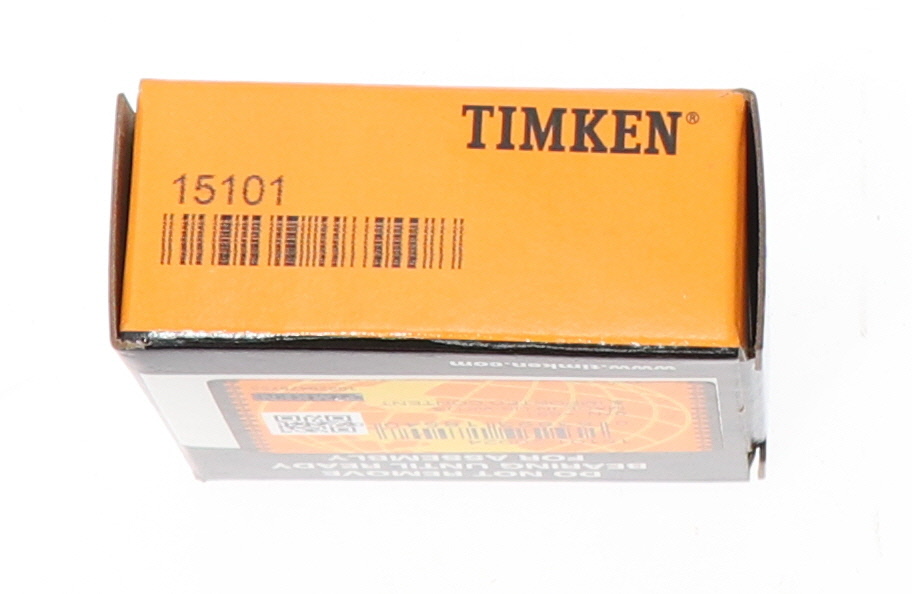 TIMKEN®
15101
www.timken.com
DO NOT REMOVE
BEARING UNTIL READY
FOR ASSEMBLY